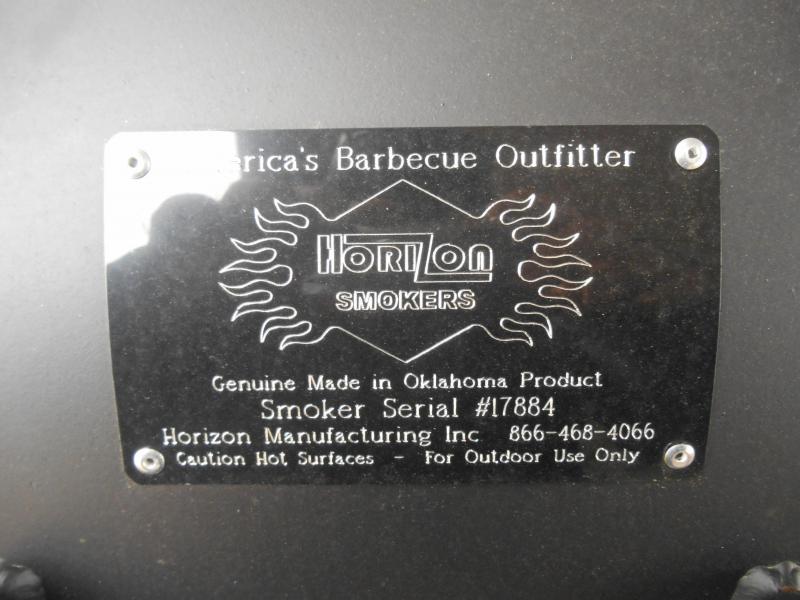 America's Barbecue Outfitter
HORIZON
SMOKERS
Genuine Made in Oklahoma Product
Smoker Serial #17884
Horizon Manufacturing Inc 866-468-4066
Caution Hot Surfaces - For Outdoor Use Only